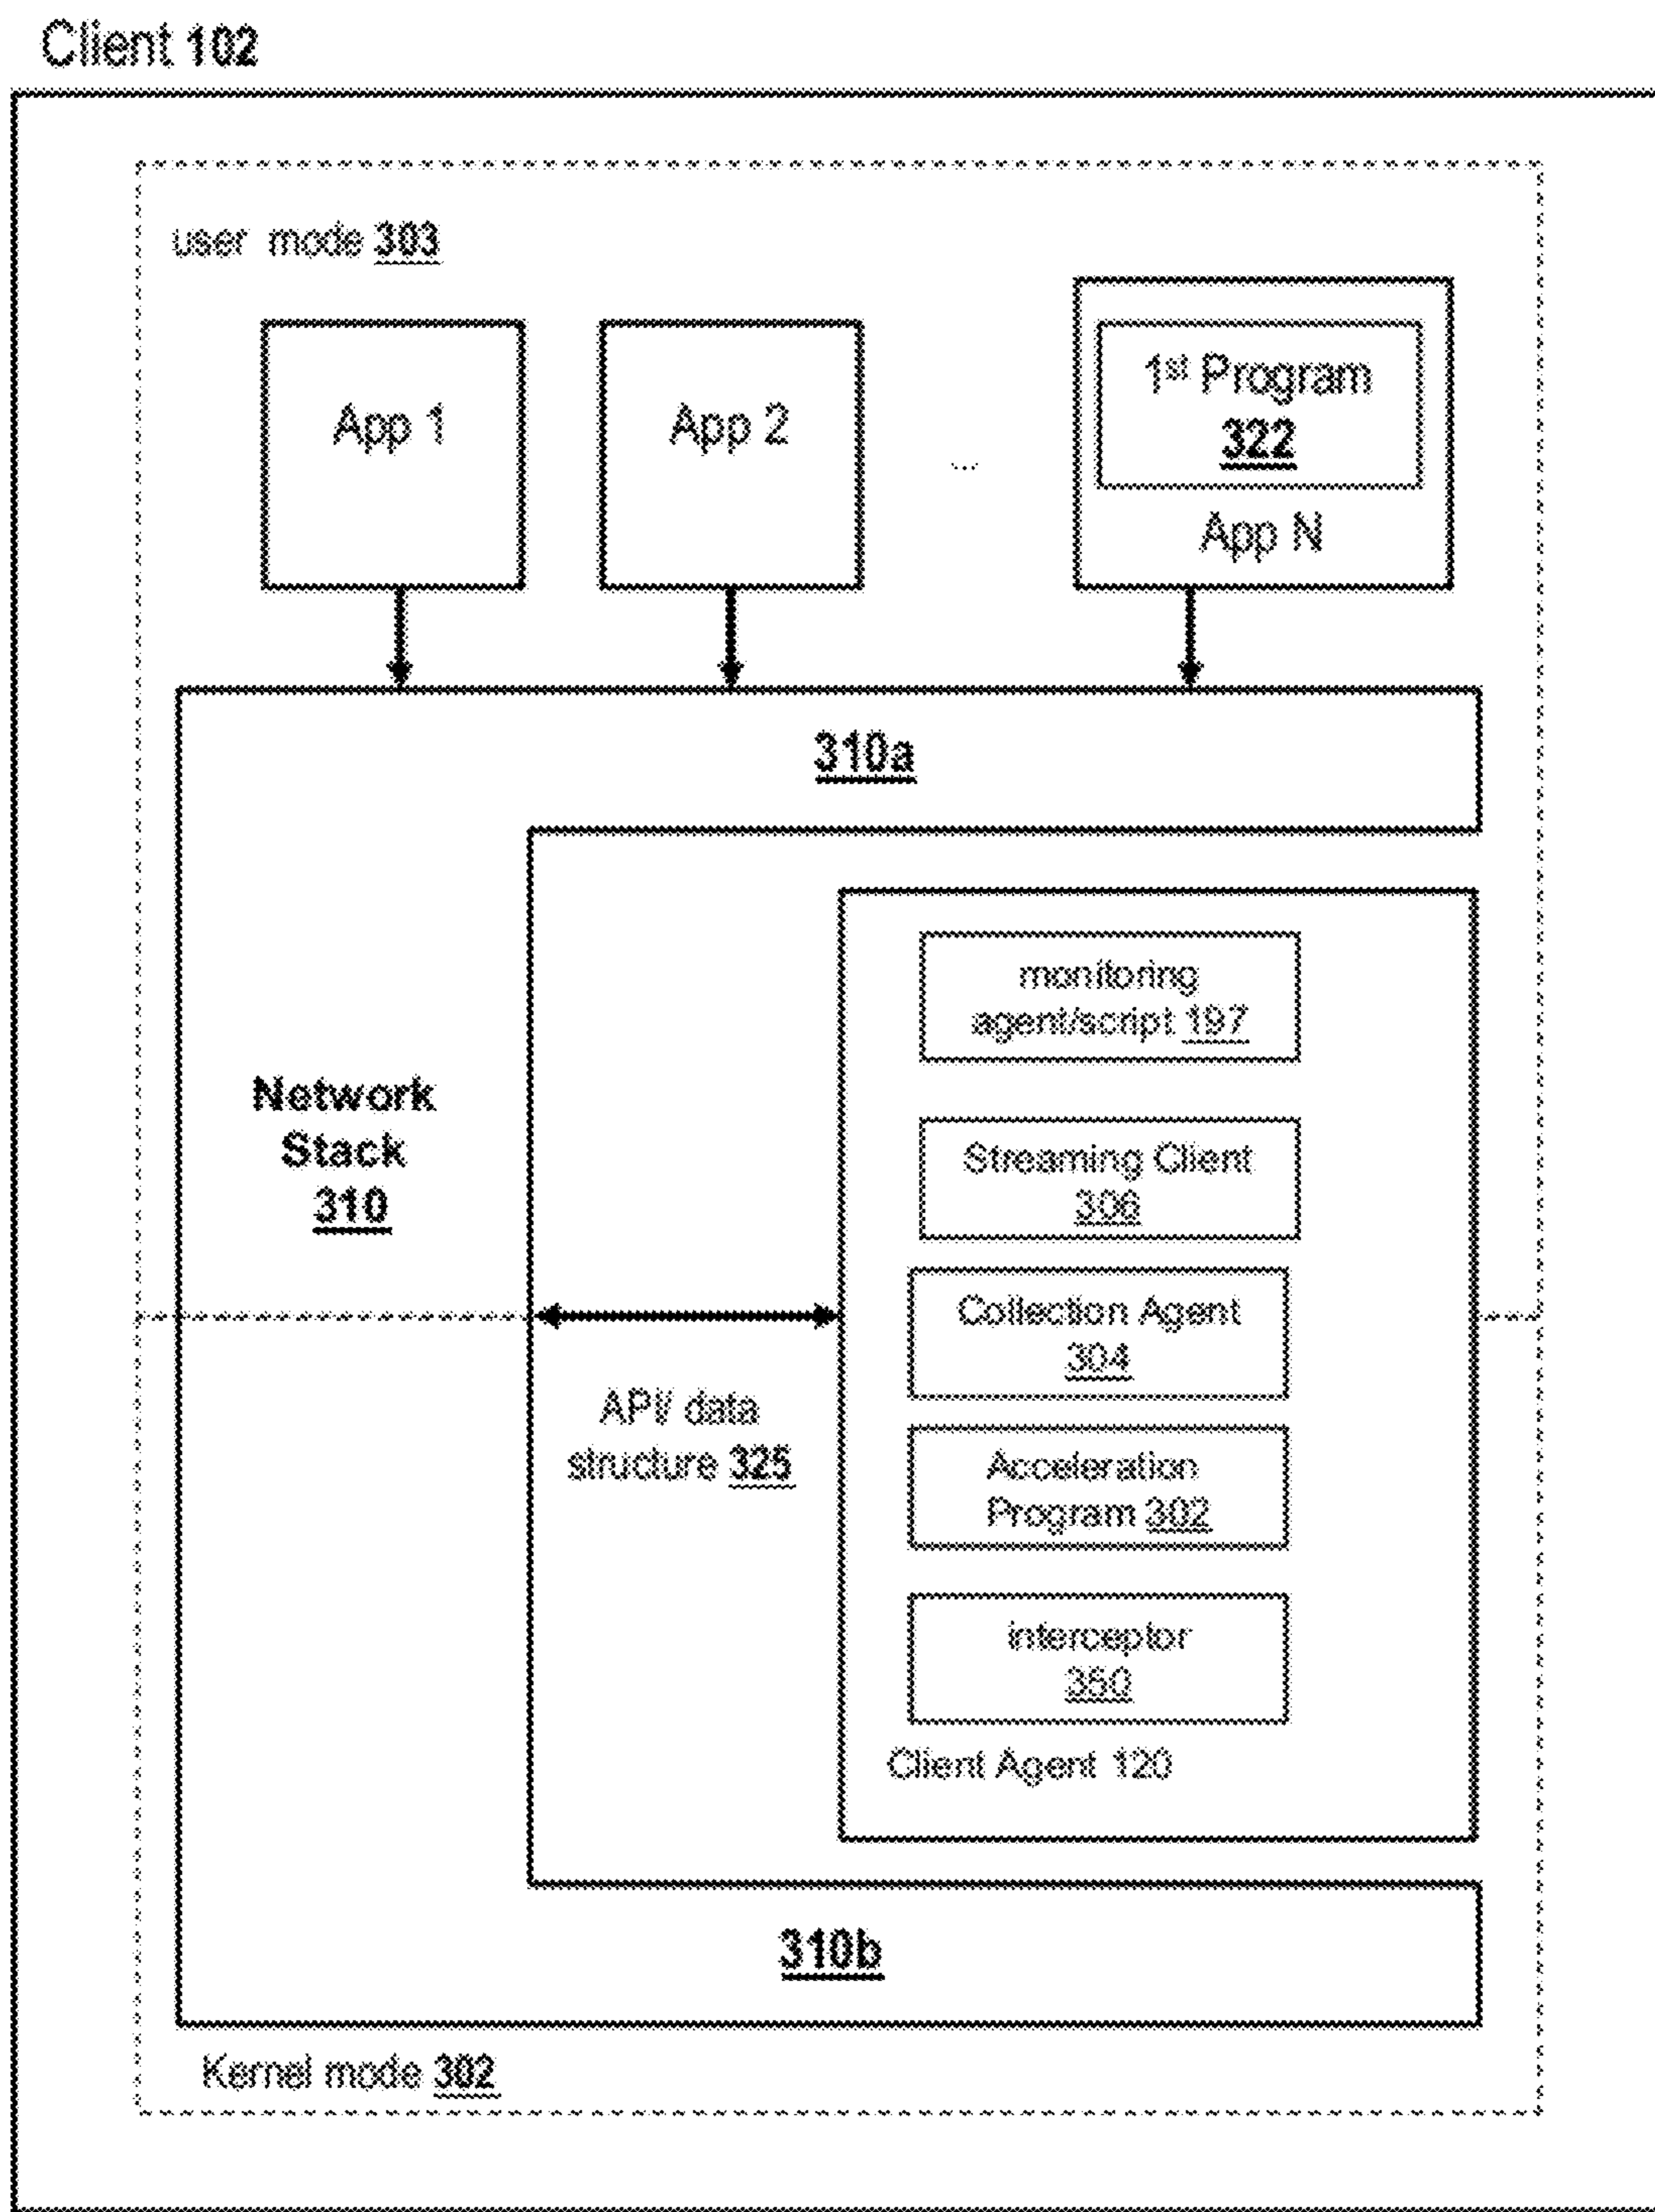 Client 102
user mode 303
App 1
App 2
...
1st Program
322
App N
310a
monitoring
agent/script 197
Network
Stack
310
Streaming Client
306
Collection Agent
304
API/ data
structure 325
Acceleration
Program 302
interceptor
350
Client Agent 120
310b
Kernel mode 302